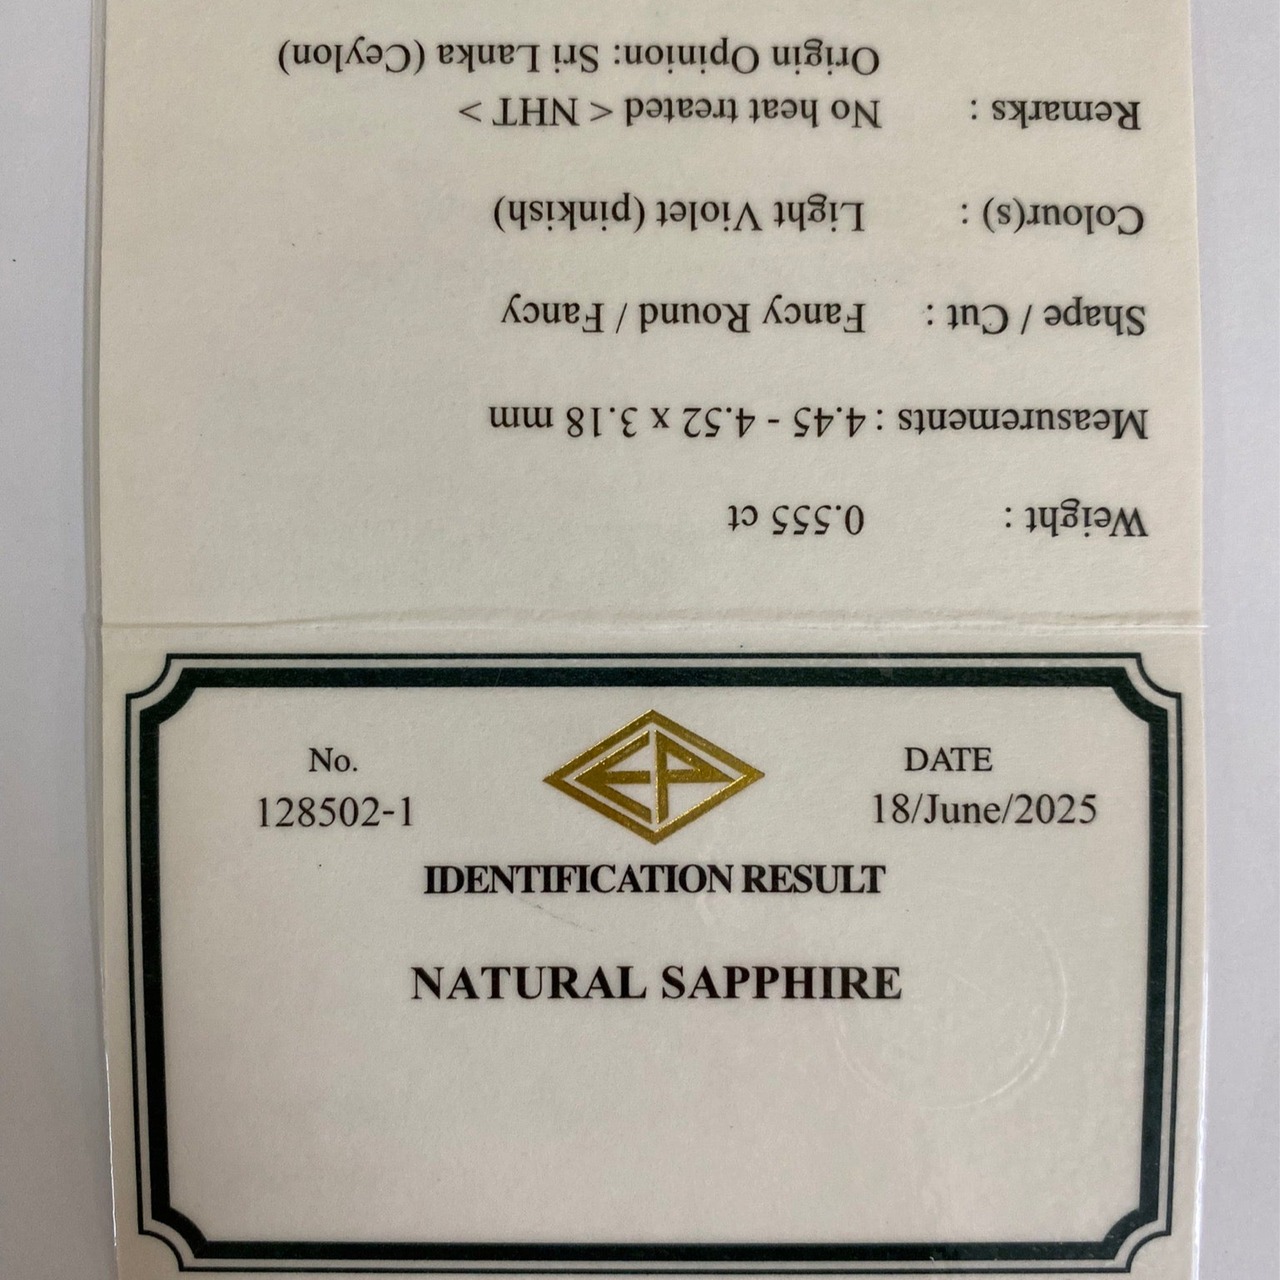 Weight : 0.555 ct
Measurements : 4.45 - 4.52 x 3.18 mm
Shape / Cut : Fancy Round / Fancy
Colour(s) : Light Violet (pinkish)
Remarks : No heat treated < NHT >
Origin Opinion: Sri Lanka (Ceylon)
No. DATE
128502-1 18/June/2025
EP
IDENTIFICATION RESULT
NATURAL SAPPHIRE